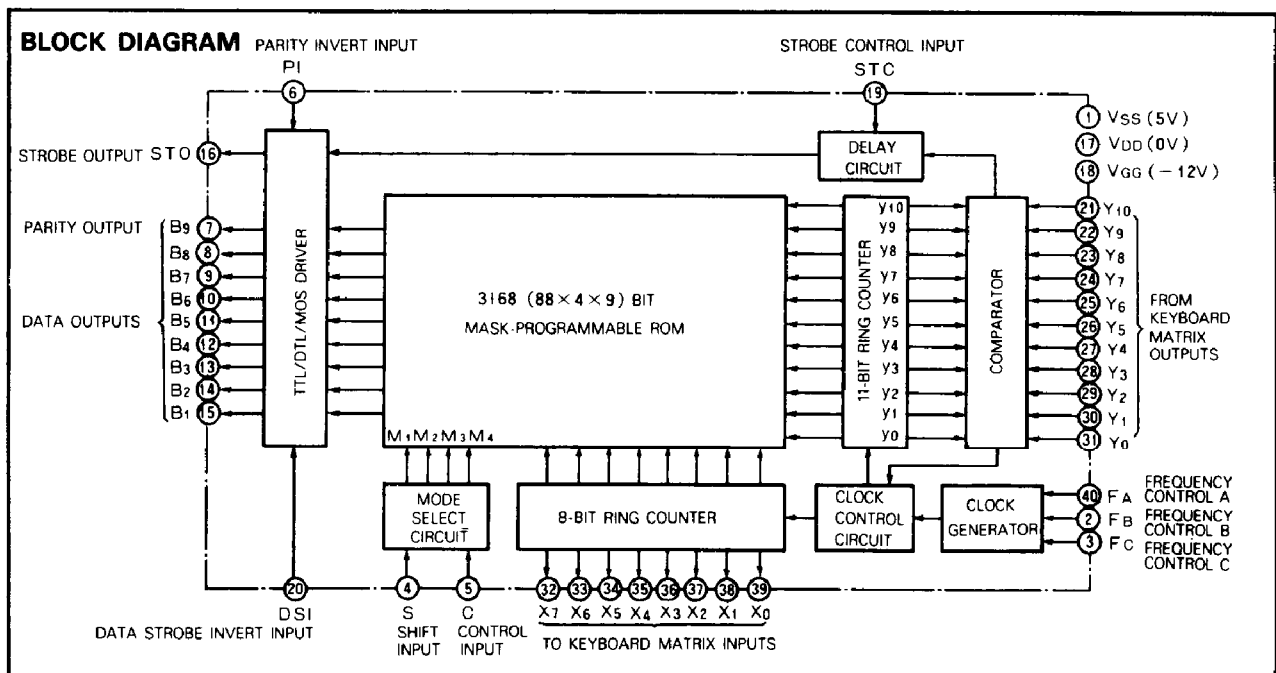 BLOCK DIAGRAM
PARITY INVERT INPUT
PI
6
STROBE CONTROL INPUT
STC
19
1 VSS (5V)
17 VDD (0V)
18 VGG (−12V)
STROBE OUTPUT STO 16
DELAY
CIRCUIT
PARITY OUTPUT
DATA OUTPUTS
B9 7
B8 8
B7 9
B6 10
B5 11
B4 12
B3 13
B2 14
B1 15
TTL/DTL/MOS DRIVER
3168 (88×4×9) BIT
MASK-PROGRAMMABLE ROM
M1 M2 M3 M4
y10
y9
y8
y7
y6
y5
y4
y3
y2
y1
y0
11-BIT RING COUNTER
COMPARATOR
21 Y10
22 Y9
23 Y8
24 Y7
25 Y6
26 Y5
27 Y4
28 Y3
29 Y2
30 Y1
31 Y0
FROM
KEYBOARD
MATRIX
OUTPUTS
MODE
SELECT
CIRCUIT
8-BIT RING COUNTER
CLOCK
CONTROL
CIRCUIT
CLOCK
GENERATOR
40 FA FREQUENCY CONTROL A
2 FB FREQUENCY CONTROL B
3 FC FREQUENCY CONTROL C
20
DSI
DATA STROBE INVERT INPUT
4
S
SHIFT
INPUT
5
C
CONTROL
INPUT
32 33 34 35 36 37 38 39
X7 X6 X5 X4 X3 X2 X1 X0
TO KEYBOARD MATRIX INPUTS